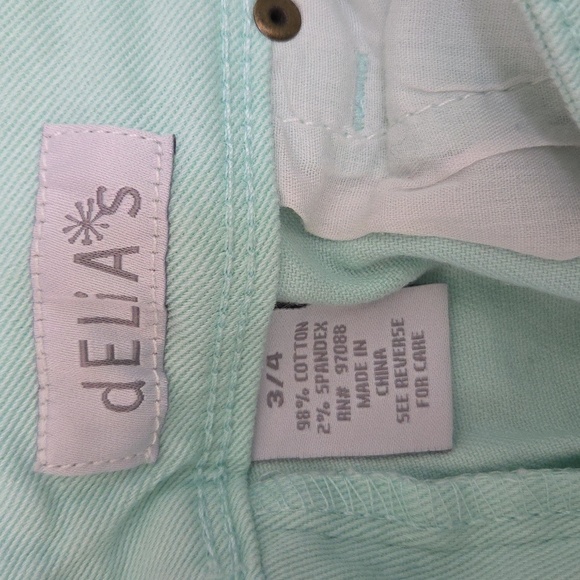 dELiA*s
3/4
98% COTTON
2% SPANDEX
RN# 97088
MADE IN
CHINA
SEE REVERSE
FOR CARE